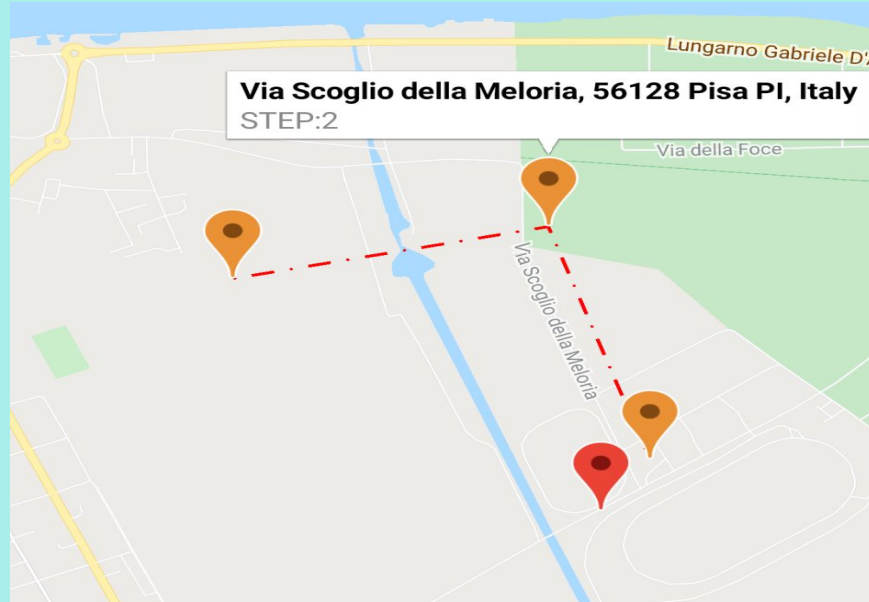 Lungarno Gabriele D'A
Via Scoglio della Meloria, 56128 Pisa PI, Italy
STEP:2
Via della Foce
Via Scoglio della Meloria